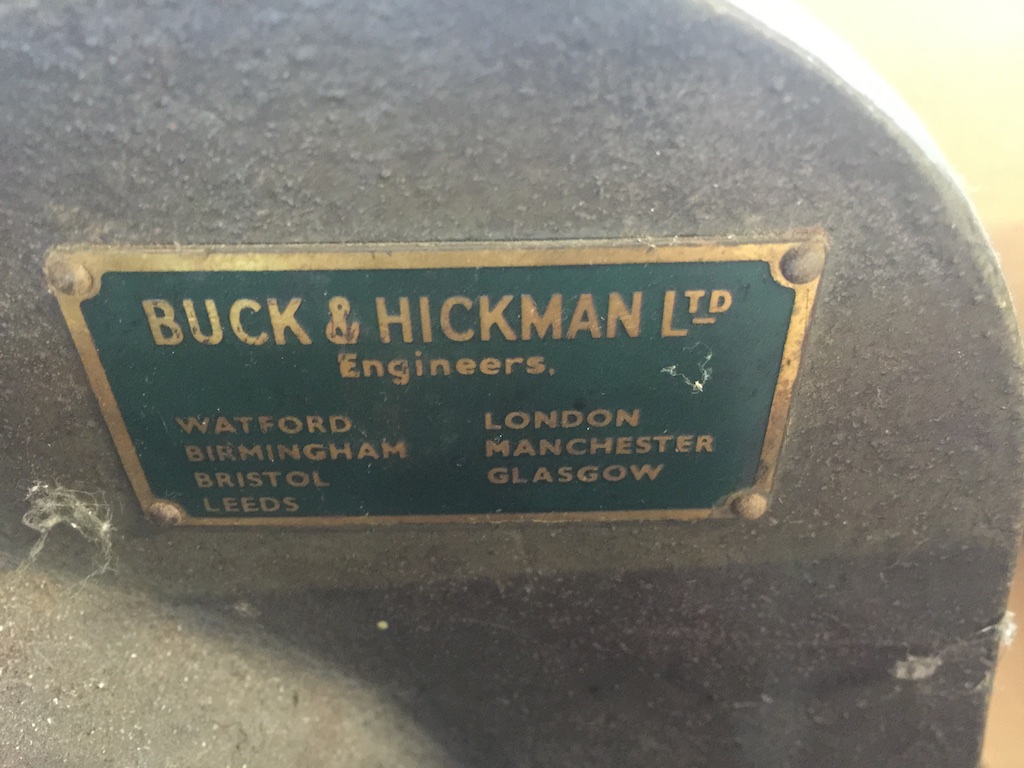 BUCK & HICKMAN LTD
Engineers.
WATFORD LONDON
BIRMINGHAM MANCHESTER
BRISTOL GLASGOW
LEEDS